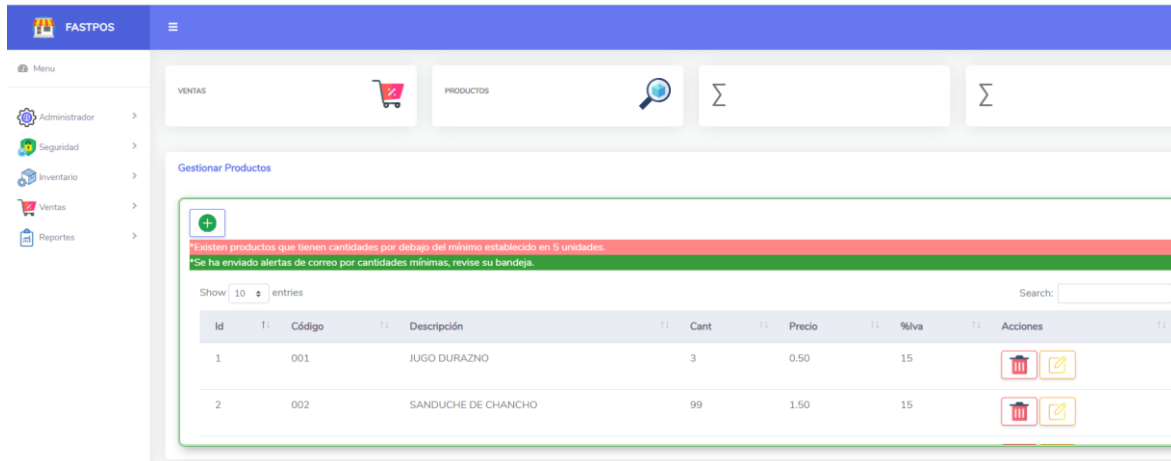 FASTPOS
Menu
VENTAS
PRODUCTOS
∑
∑
Administrador
Seguridad
Inventario
Ventas
Reportes
Gestionar Productos
*Existen productos que tienen cantidades por debajo del mínimo establecido en 5 unidades.
*Se ha enviado alertas de correo por cantidades mínimas, revise su bandeja.
Show 10 entries
Search:
Id Código Descripción Cant Precio %Iva Acciones
1 001 JUGO DURAZNO 3 0.50 15
2 002 SANDUCHE DE CHANCHO 99 1.50 15